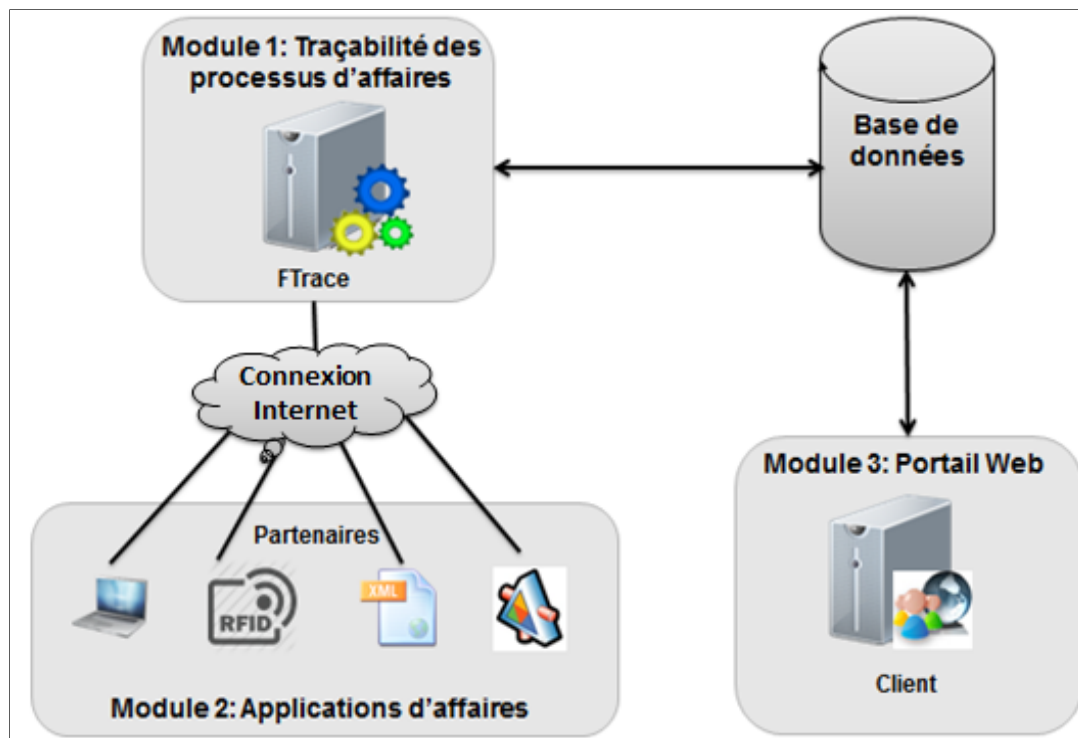 Module 1: Traçabilité des
processus d'affaires
FTrace
Base de
données
Connexion
Internet
Partenaires
RFID
XML
Module 2: Applications d'affaires
Module 3: Portail Web
Client